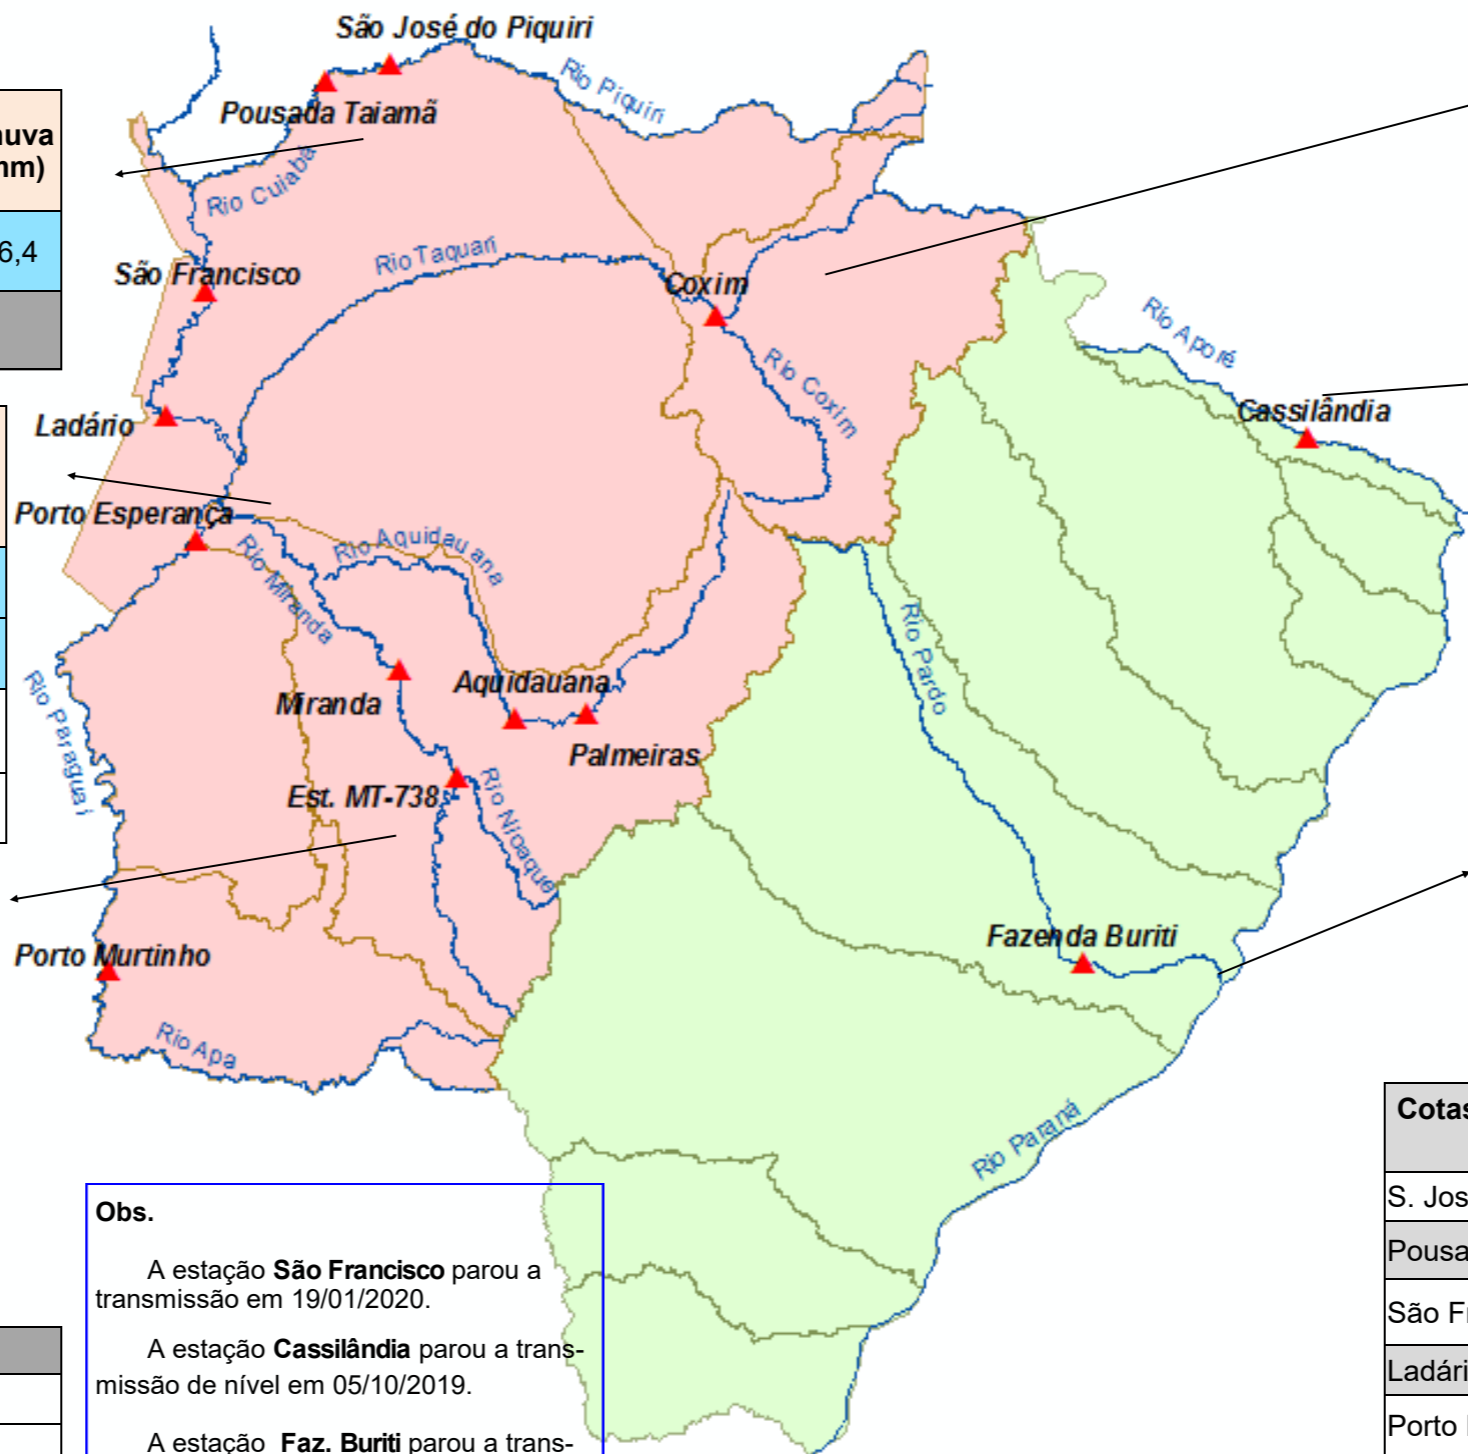 São José do Piquiri
Rio Piquiri
Pousada Taiamã
Rio Cuiabá
6,4
Rio Taquari
São Francisco
Coxim
Rio Aporé
Rio Coxim
Cassilândia
Ladário
Porto Esperança
Rio Aquidauana
Rio Miranda
Rio Pardo
Rio Paraguai
Aquidauana
Miranda
Palmeiras
Est. MT-738
Rio Nioaque
Fazenda Buriti
Porto Murtinho
Rio Apa
Rio Paraná
Cotas
S. Jos
Pousa
São Fr
Ladári
Porto
Obs.
A estação São Francisco parou a
transmissão em 19/01/2020.
A estação Cassilândia parou a trans-
missão de nível em 05/10/2019.
A estação Faz. Buriti parou a trans-